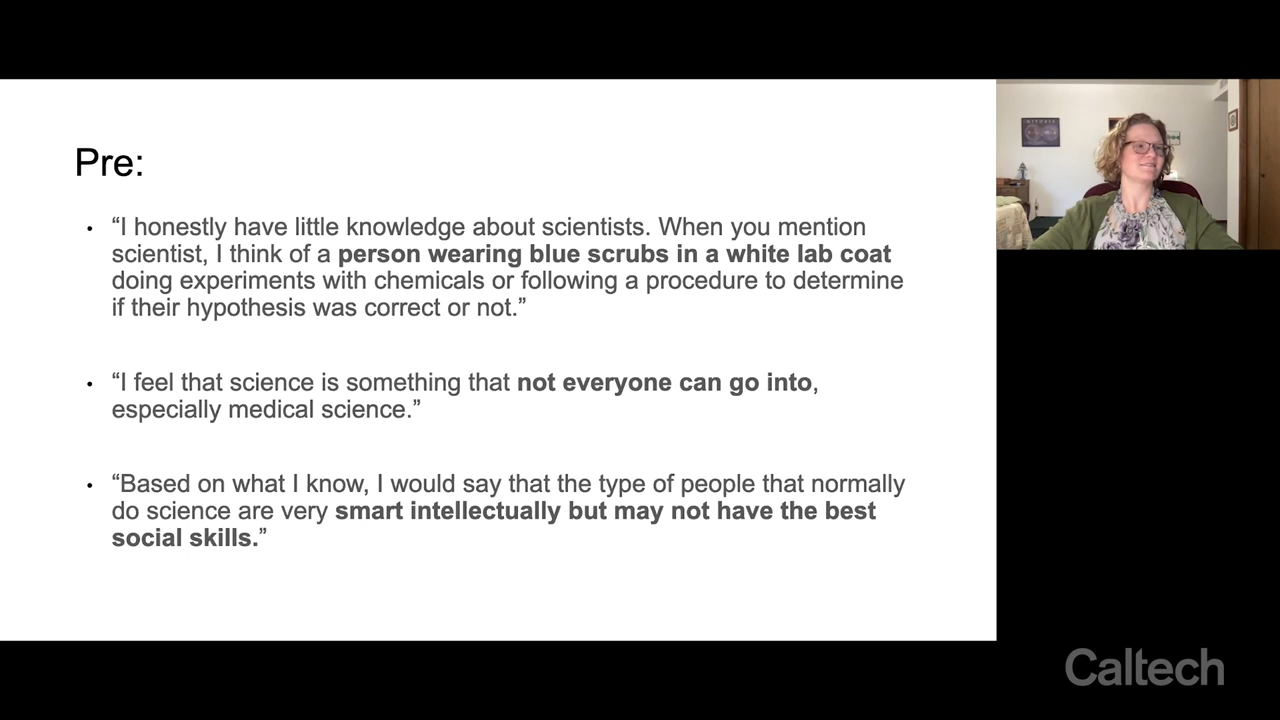 Pre:
• “I honestly have little knowledge about scientists. When you mention
scientist, I think of a person wearing blue scrubs in a white lab coat
doing experiments with chemicals or following a procedure to determine
if their hypothesis was correct or not.”
• “I feel that science is something that not everyone can go into,
especially medical science.”
• “Based on what I know, I would say that the type of people that normally
do science are very smart intellectually but may not have the best
social skills.”
Caltech